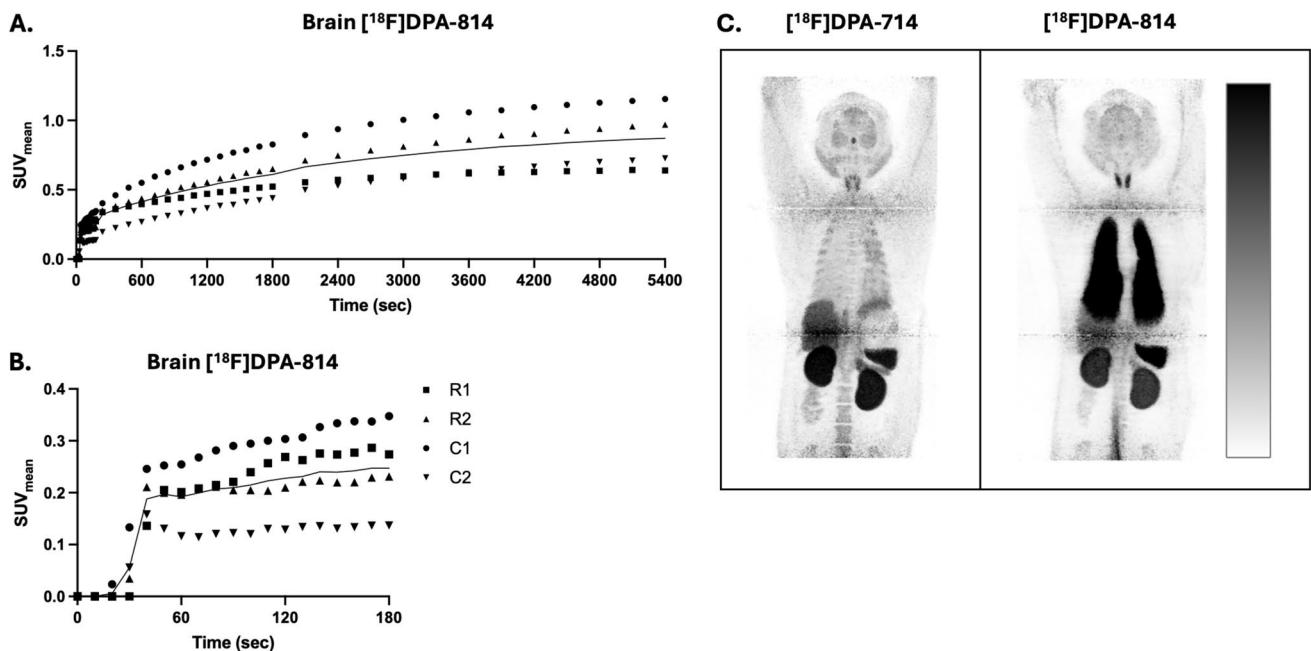 A.
Brain [¹⁸F]DPA-814
1.5
1.0
0.5
0.0
SUVmean
0 600 1200 1800 2400 3000 3600 4200 4800 5400
Time (sec)
B.
Brain [¹⁸F]DPA-814
0.4
0.3
0.2
0.1
0.0
SUVmean
0 60 120 180
Time (sec)
R1
R2
C1
C2
C.
[¹⁸F]DPA-714 [¹⁸F]DPA-814